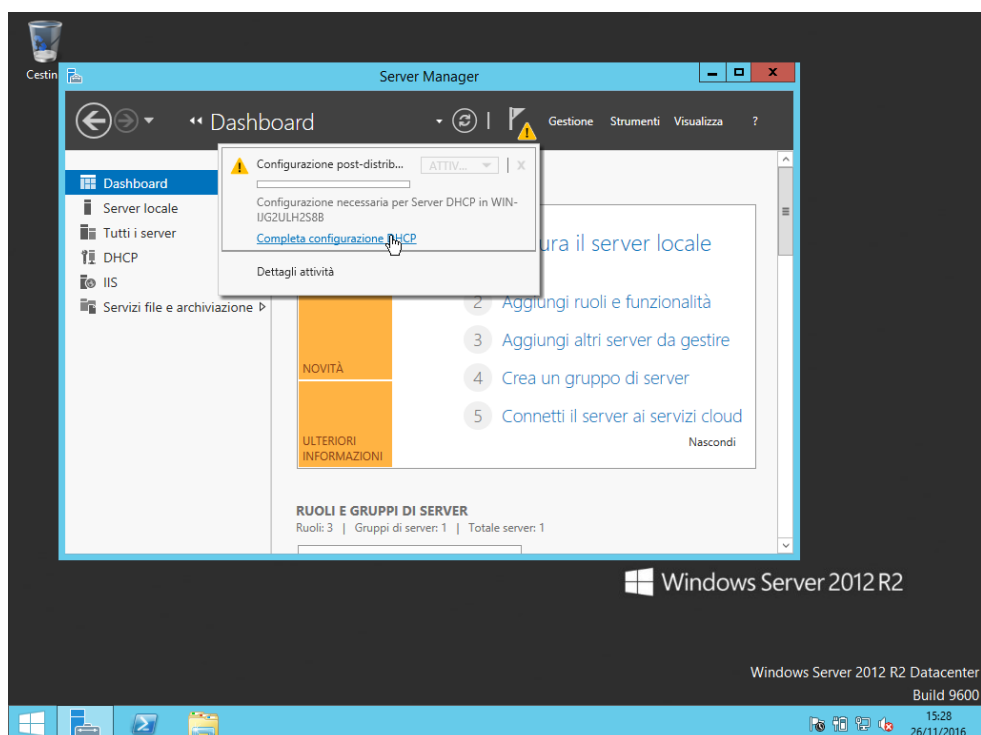 Cestin
Server Manager
Dashboard
Gestione Strumenti Visualizza ?
Configurazione post-distrib... ATTIV... X
Configurazione necessaria per Server DHCP in WIN-
IJG2ULH2S8B
Completa configurazione DHCP
Dettagli attività
Dashboard
Server locale
Tutti i server
DHCP
IIS
Servizi file e archiviazione
ura il server locale
2 Aggiungi ruoli e funzionalità
3 Aggiungi altri server da gestire
4 Crea un gruppo di server
5 Connetti il server ai servizi cloud
NOVITÀ
ULTERIORI
INFORMAZIONI
Nascondi
RUOLI E GRUPPI DI SERVER
Ruoli: 3 | Gruppi di server: 1 | Totale server: 1
Windows Server 2012 R2
Windows Server 2012 R2 Datacenter
Build 9600
15:28
26/11/2016